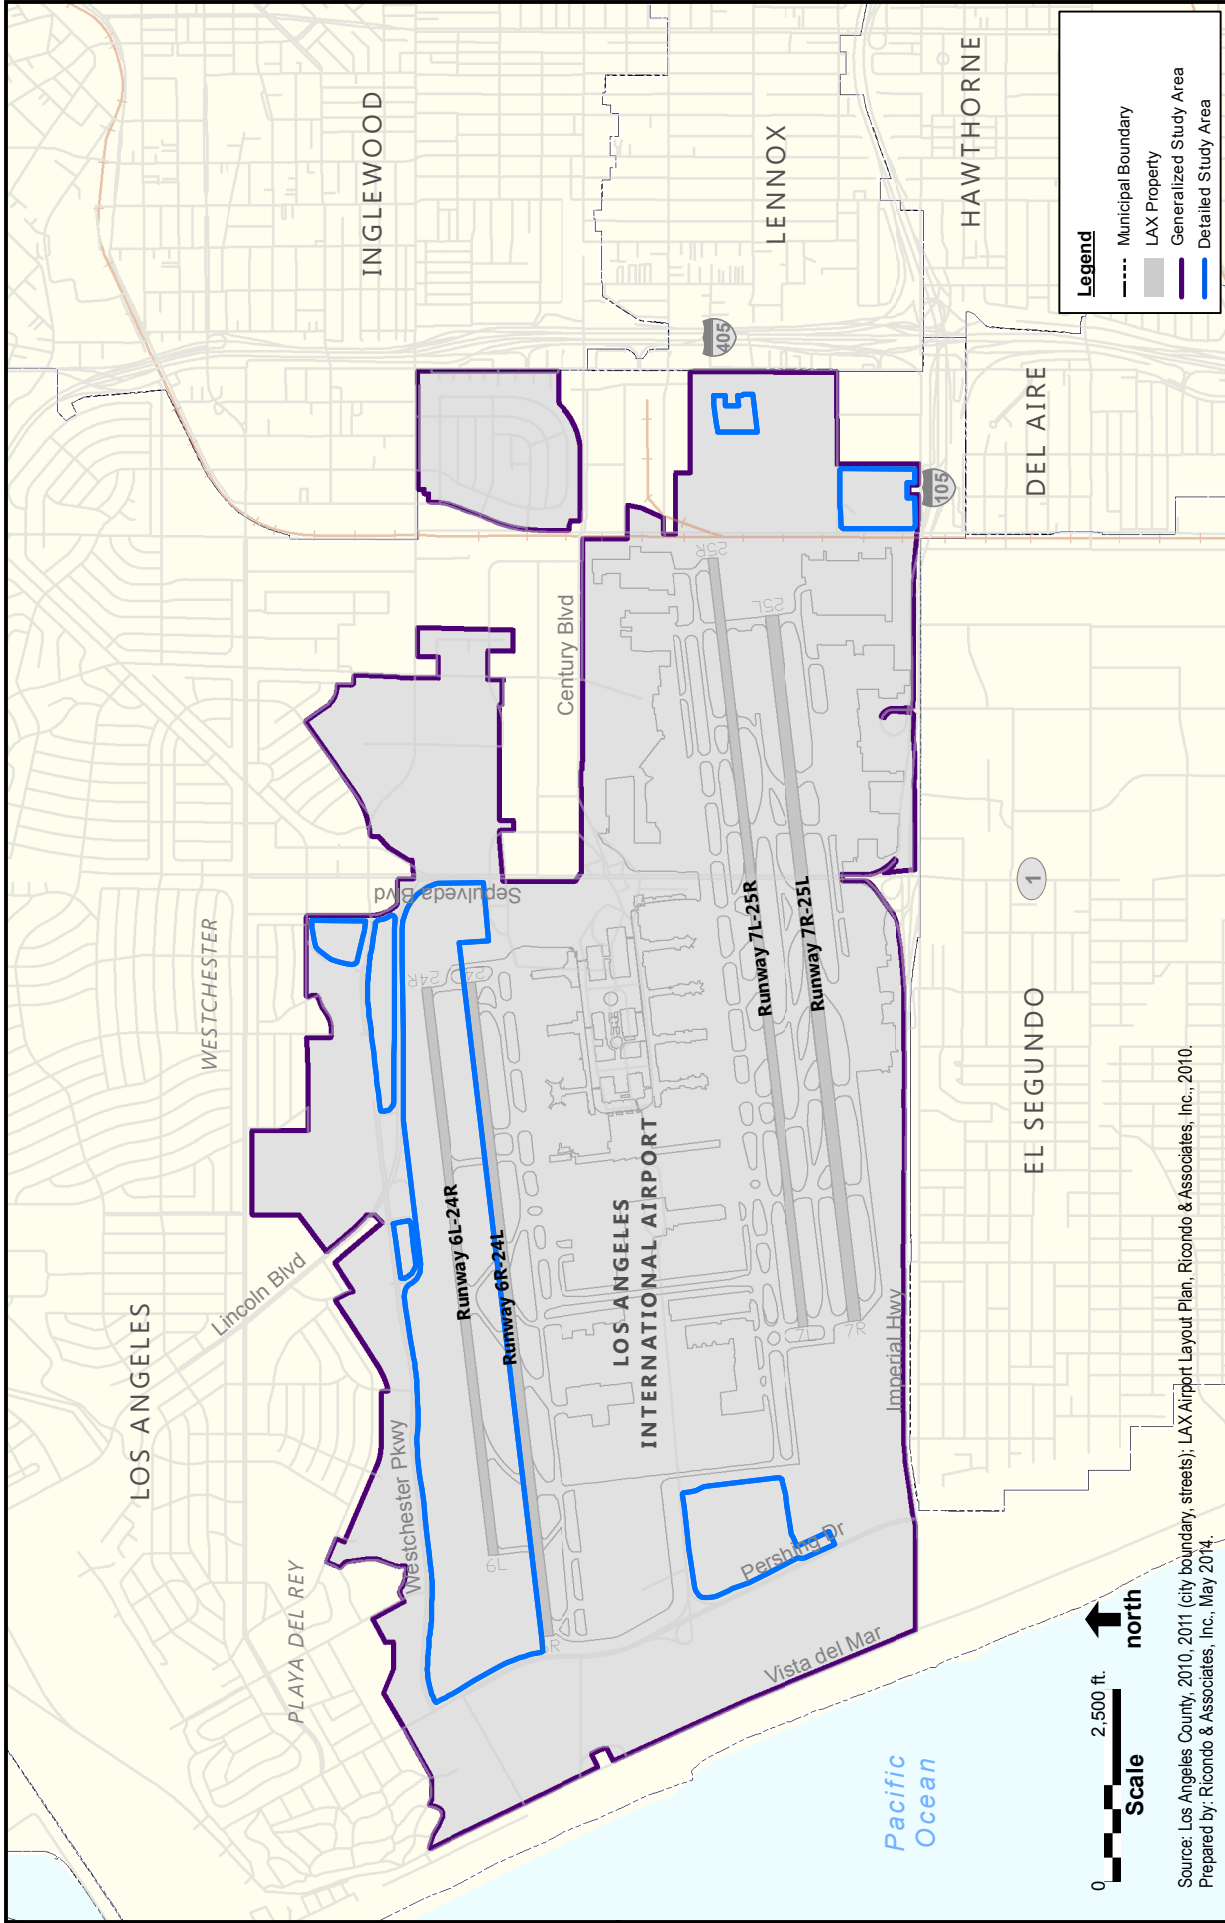 LOS ANGELES
WESTCHESTER
PLAYA DEL REY
INGLEWOOD
LENNOX
HAWTHORNE
DEL AIRE
EL SEGUNDO
Lincoln Blvd
Westchester Pkwy
Sepulveda Blvd
Century Blvd
Imperial Hwy
Pershing Dr
Vista del Mar
405
105
1
Runway 6L-24R
Runway 6R-24L
Runway 7L-25R
Runway 7R-25L
6L
24R
25R
25L
7L
7R
LOS ANGELES
INTERNATIONAL AIRPORT
Pacific
Ocean
Legend
Municipal Boundary
LAX Property
Generalized Study Area
Detailed Study Area
0 2,500 ft.
Scale
north
Source: Los Angeles County, 2010, 2011 (city boundary, streets); LAX Airport Layout Plan, Ricondo & Associates, Inc., 2010.
Prepared by: Ricondo & Associates, Inc., May 2014.